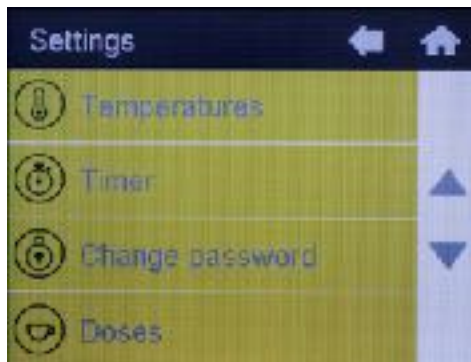 Settings
Temperatures
Timer
Change password
Doses